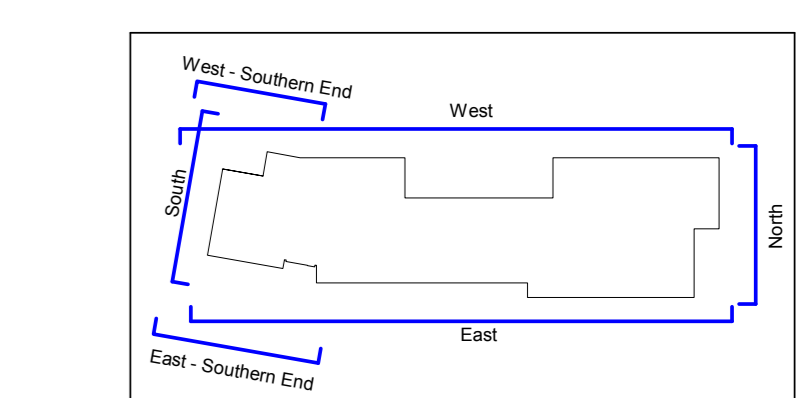 West - Southern End
West
South
North
East
East - Southern End